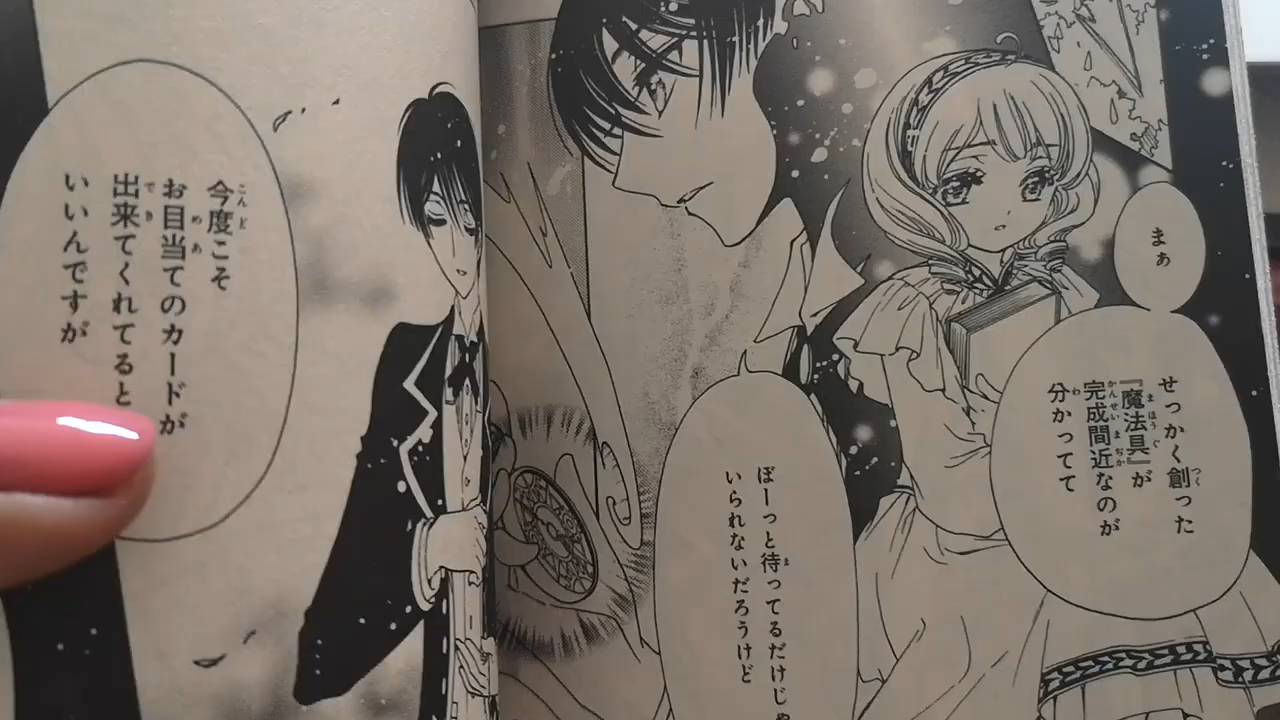 まぁ
せっかく創った
『魔法具』が
完成間近なのが
分かってて
ぼーっと待ってるだけじゃ
いられないだろうけど
今度こそ
お目当てのカードが
出来てくれてると
いいんですが